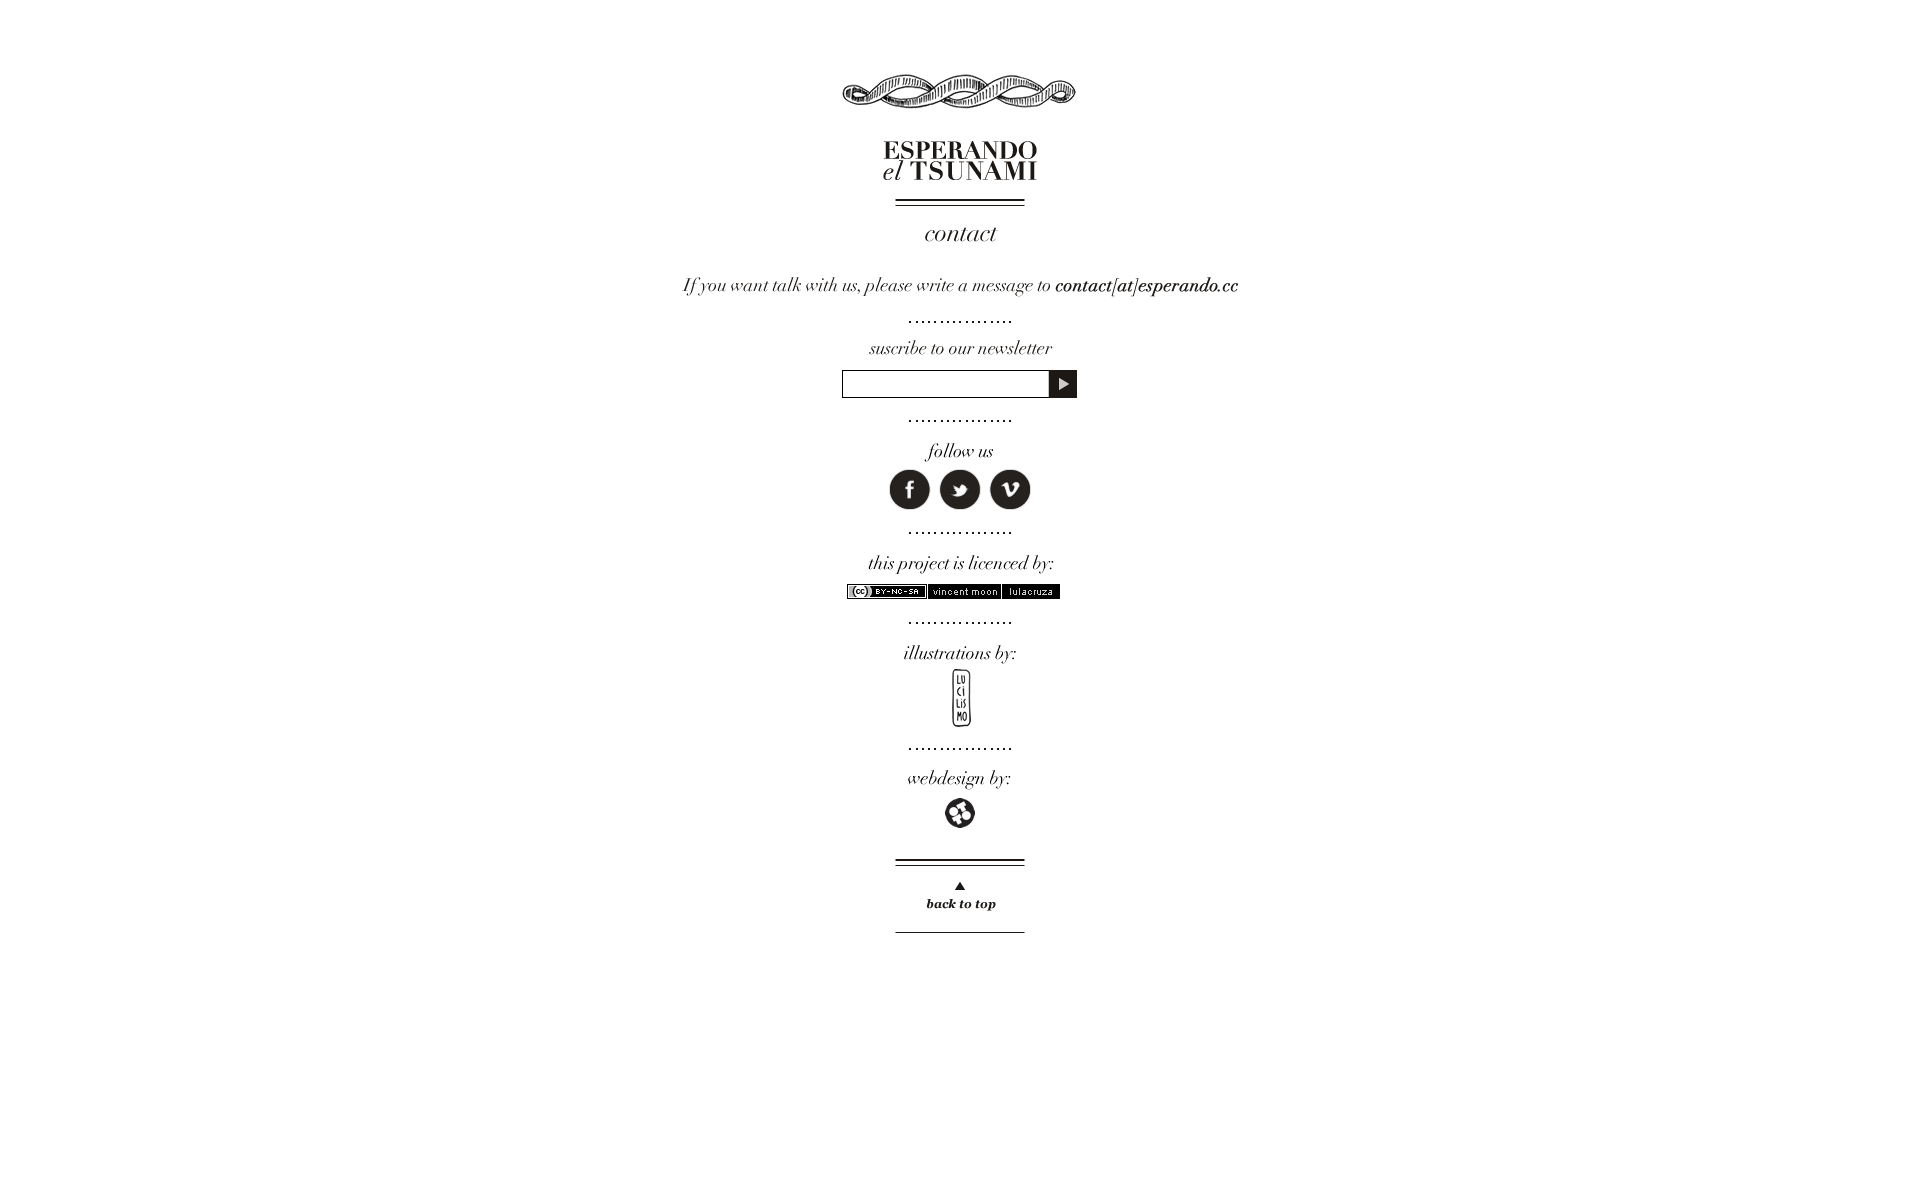 ESPERANDO
el TSUNAMI
contact
If you want talk with us, please write a message to contact[at]esperando.cc
suscribe to our newsletter
follow us
this project is licenced by:
cc BY-NC-SA vincent moon lulacruza
illustrations by:
LU
Ci
LiS
MO
webdesign by:
OTTO
back to top